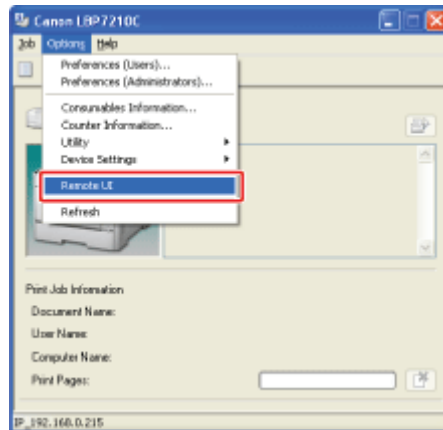 Canon LBP7210C
Job Options Help
Preferences (Users)...
Preferences (Administrators)...
Consumables Information...
Counter Information...
Utility
Device Settings
Remote UI
Refresh
Print Job Information
Document Name:
User Name:
Computer Name:
Print Pages:
IP_192.168.0.215